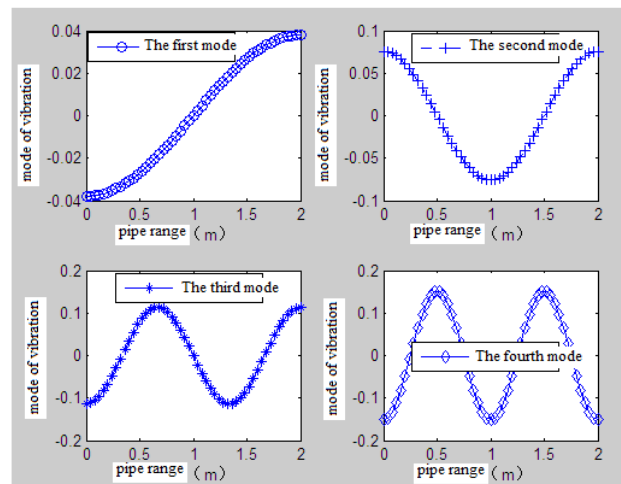 The first mode
mode of vibration
0.04
0.02
0
-0.02
-0.04
0 0.5 1 1.5 2
pipe range (m)
The second mode
mode of vibration
0.1
0.05
0
-0.05
-0.1
0 0.5 1 1.5 2
pipe range (m)
The third mode
mode of vibration
0.2
0.1
0
-0.1
-0.2
0 0.5 1 1.5 2
pipe range (m)
The fourth mode
mode of vibration
0.2
0.1
0
-0.1
-0.2
0 0.5 1 1.5 2
pipe range (m)